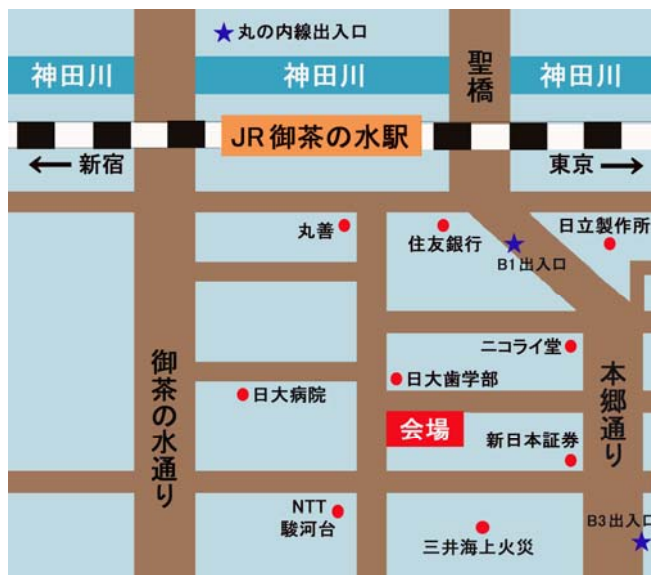 丸の内線出入口
神田川
神田川
聖橋
神田川
JR御茶の水駅
← 新宿
東京 →
丸善
住友銀行
日立製作所
B1出入口
ニコライ堂
御茶の水通り
日大歯学部
本郷通り
日大病院
会場
新日本証券
NTT
駿河台
三井海上火災
B3出入口